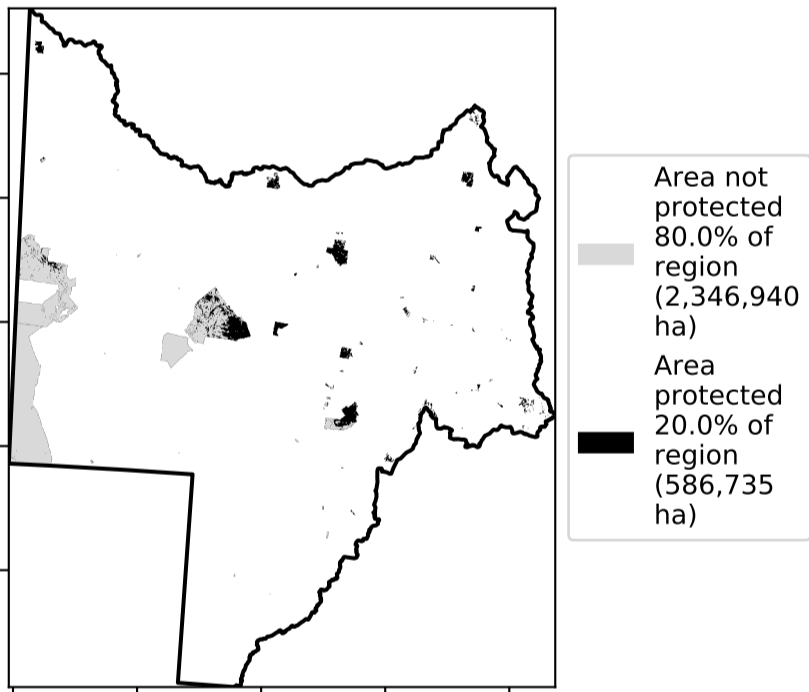 Area not
protected
80.0% of
region
(2,346,940
ha)
Area
protected
20.0% of
region
(586,735
ha)